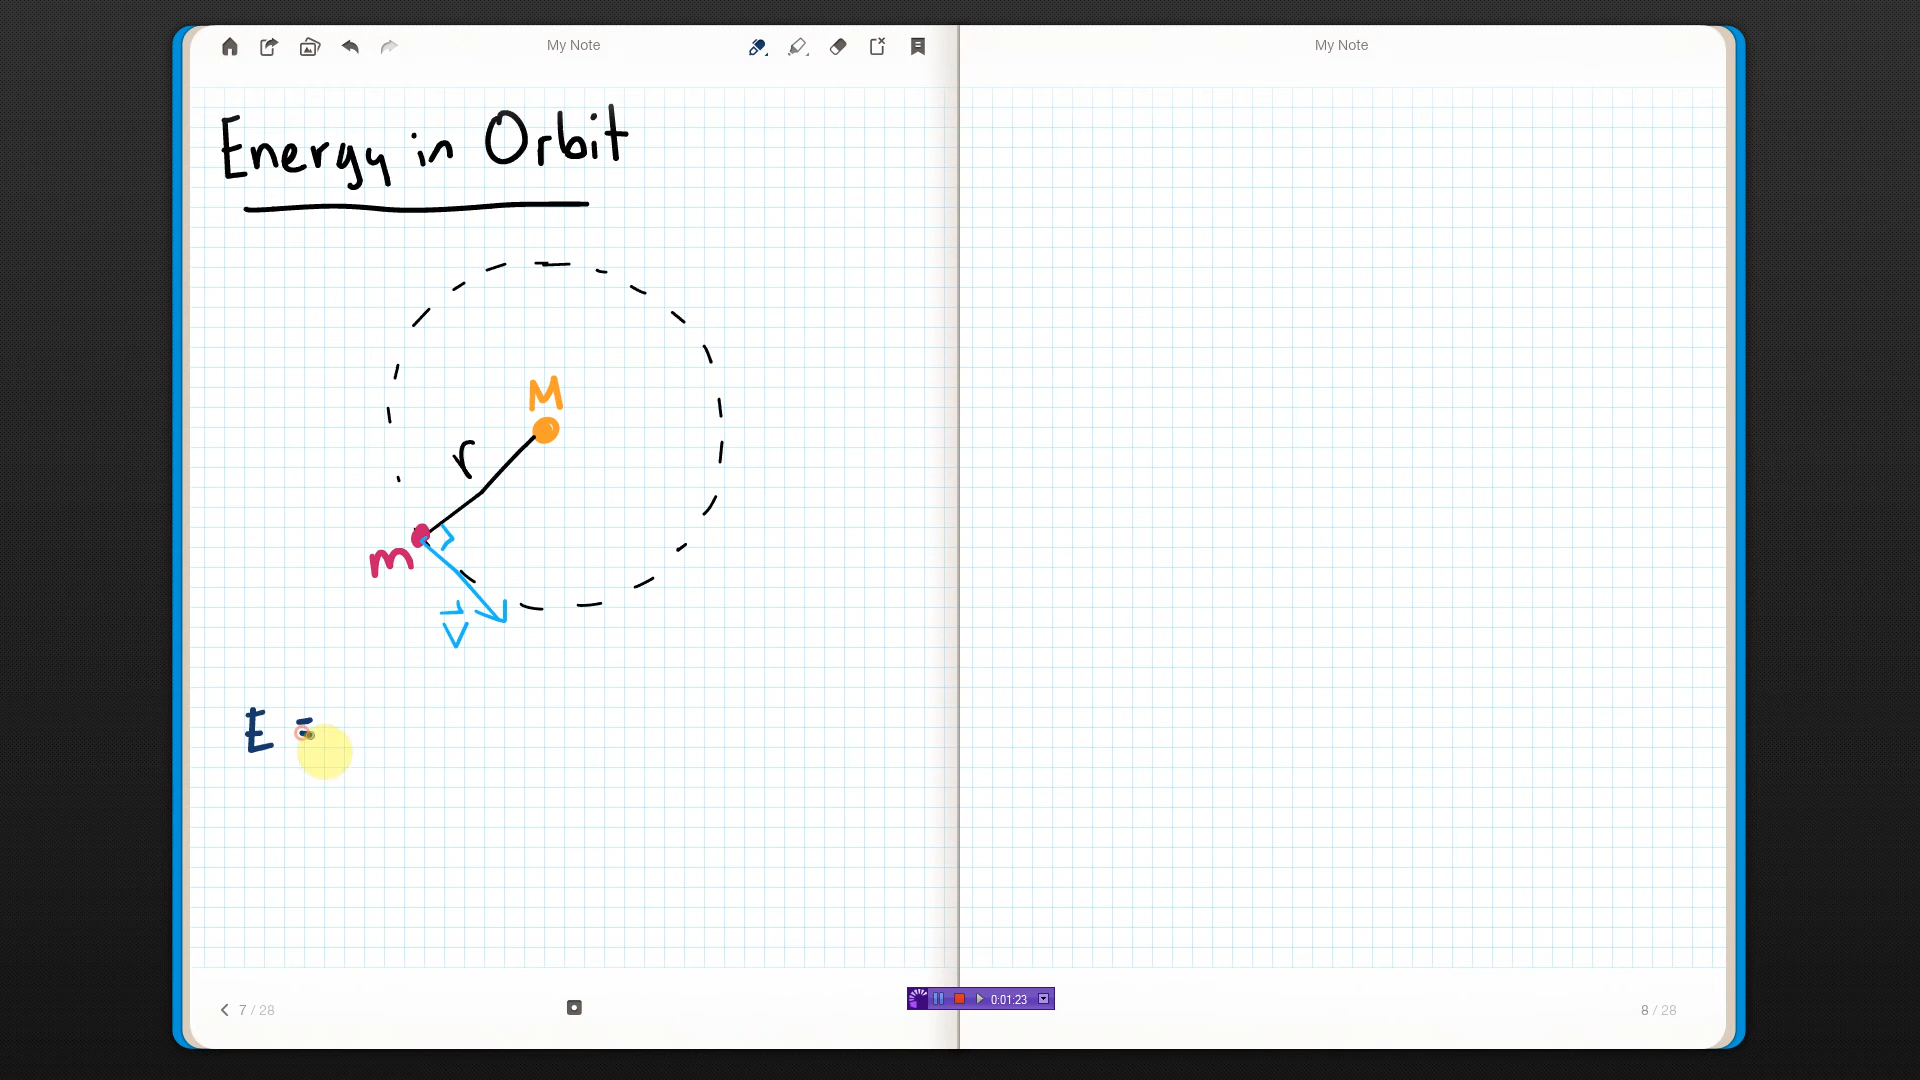 My Note
My Note
Energy in Orbit
M
r
m
v
E =
7 / 28
0:01:23
8 / 28